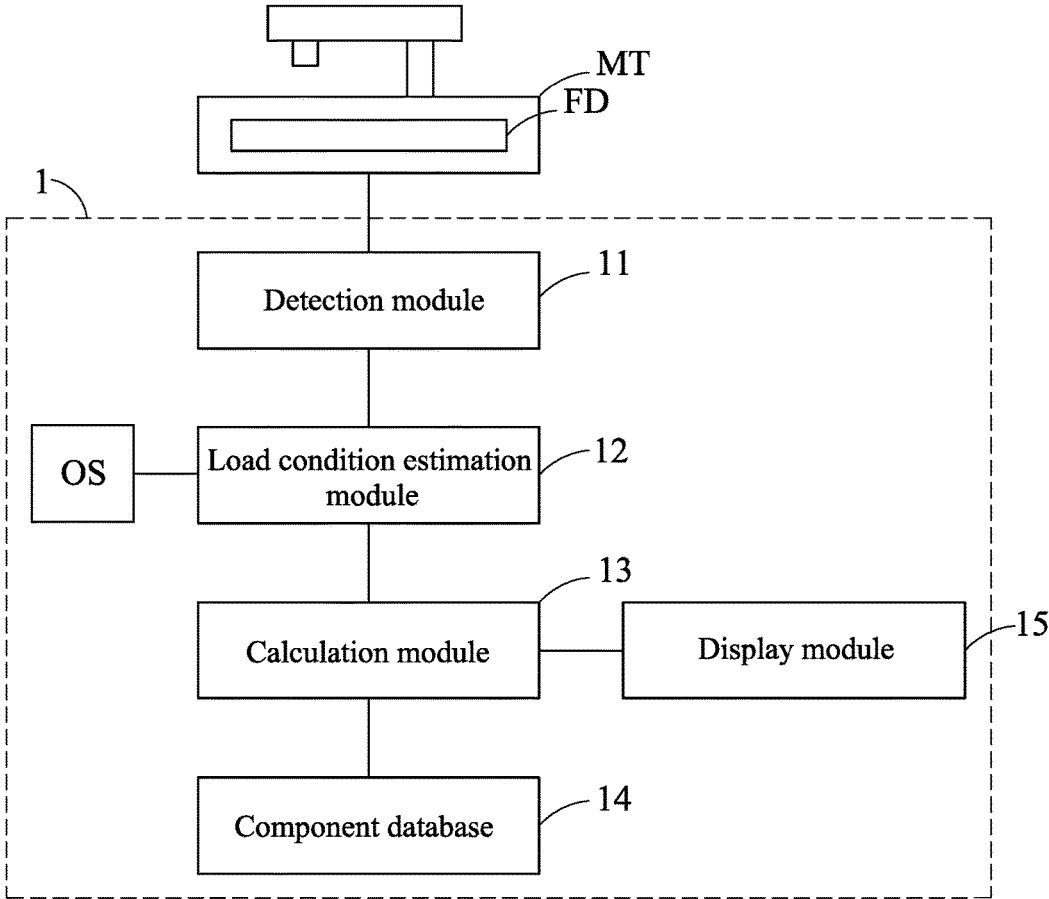 MT
FD
1
11
Detection module
OS
Load condition estimation
module
12
13
Calculation module
Display module
15
14
Component database